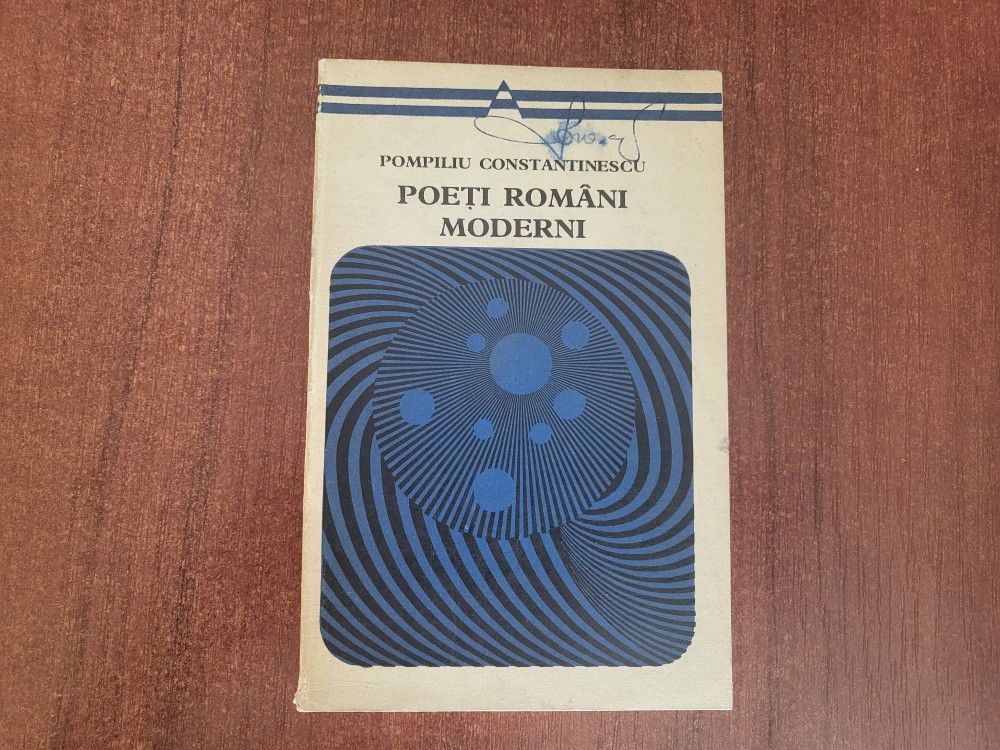 POMPILIU CONSTANTINESCU
POEȚI ROMÂNI
MODERNI